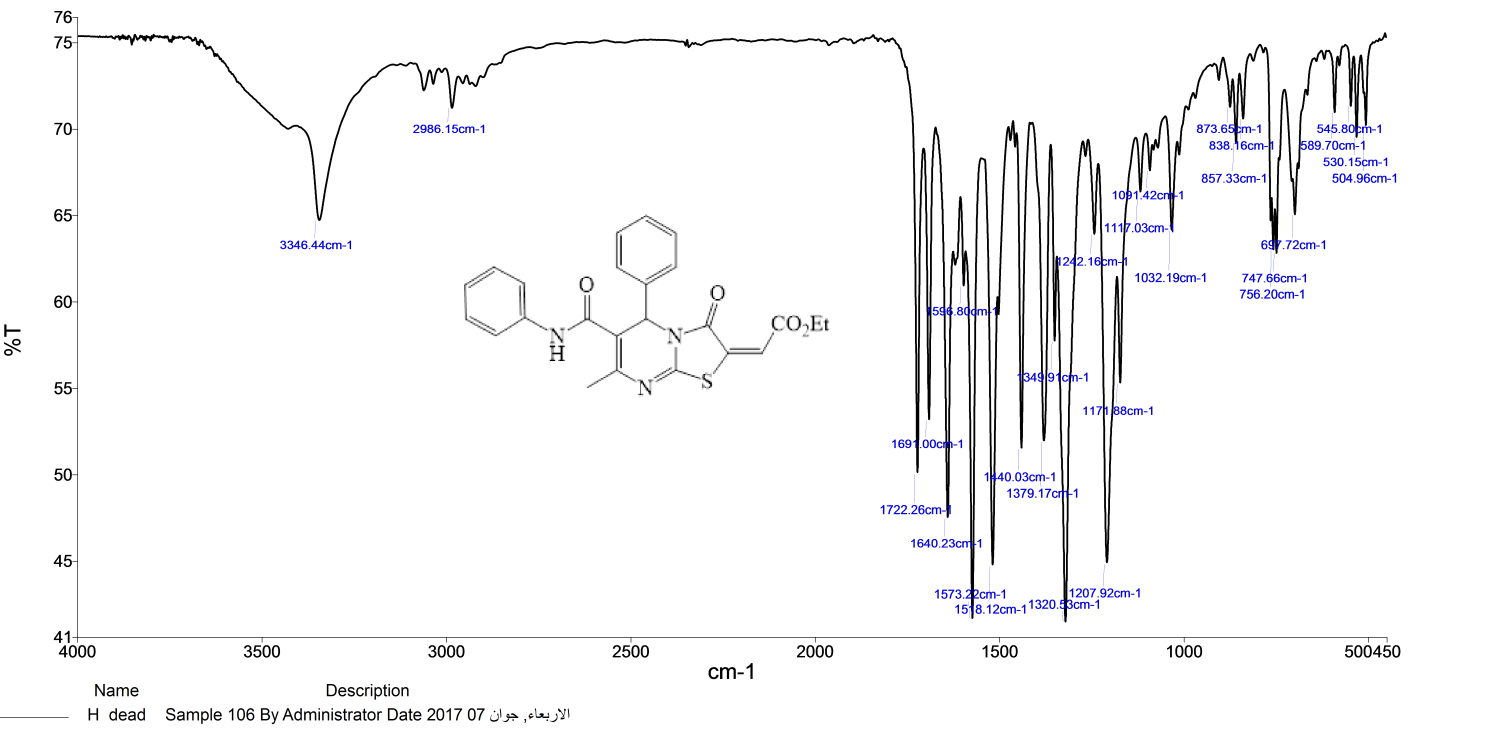 76
75
70
65
60
55
50
45
41
%T
2986.15cm-1
3346.44cm-1
873.65cm-1
838.16cm-1
857.33cm-1
545.80cm-1
589.70cm-1
530.15cm-1
504.96cm-1
1091.42cm-1
1117.03cm-1
1242.16cm-1
1032.19cm-1
697.72cm-1
747.66cm-1
756.20cm-1
1596.80cm-1
1349.91cm-1
1171.88cm-1
1691.00cm-1
1440.03cm-1
1379.17cm-1
1722.26cm-1
1640.23cm-1
1573.22cm-1
1518.12cm-1
1320.53cm-1
1207.92cm-1
O
N
H
N
N
O
S
CO2Et
4000 3500 3000 2500 2000 1500 1000 500 450
cm-1
Name Description
H dead Sample 106 By Administrator Date 2017 07 الاربعاء, جوان